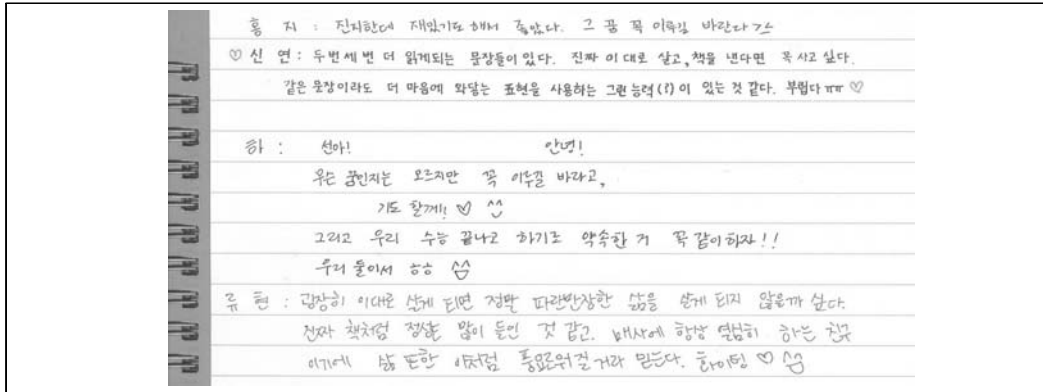 홍 지 : 진지한데 재밌기도 해서 좋았다. 그 꿈 꼭 이루길 바란다 ㄱㅅ
♡ 신 연 : 두번 세 번 더 읽게되는 문장들이 있다. 진짜 이 대로 살고, 책을 낸다면 꼭 사고 싶다.
같은 문장이라도 더 마음에 와닿는 표현을 사용하는 그런 능력(?)이 있는 것 같다. 부럽다 ㅠㅠ ♡
하 : 선아! 안녕!
무슨 꿈인지는 모르지만 꼭 이루길 바라고,
기도 할게!! ♡ ^^
그리고 우리 수능 끝나고 하기로 약속한 거 꼭 같이하자!!
우리 둘이서 ㅎㅎ
류 현 : 굉장히 이대로 살게 되면 정말 파란만장한 삶을 살게 되지 않을까 싶다.
진짜 책처럼 정성을 많이 들인 것 같고. 매사에 항상 열심히 하는 친구
이기에 삶 또한 이처럼 풍요로워질 거라 믿는다. 화이팅 ♡